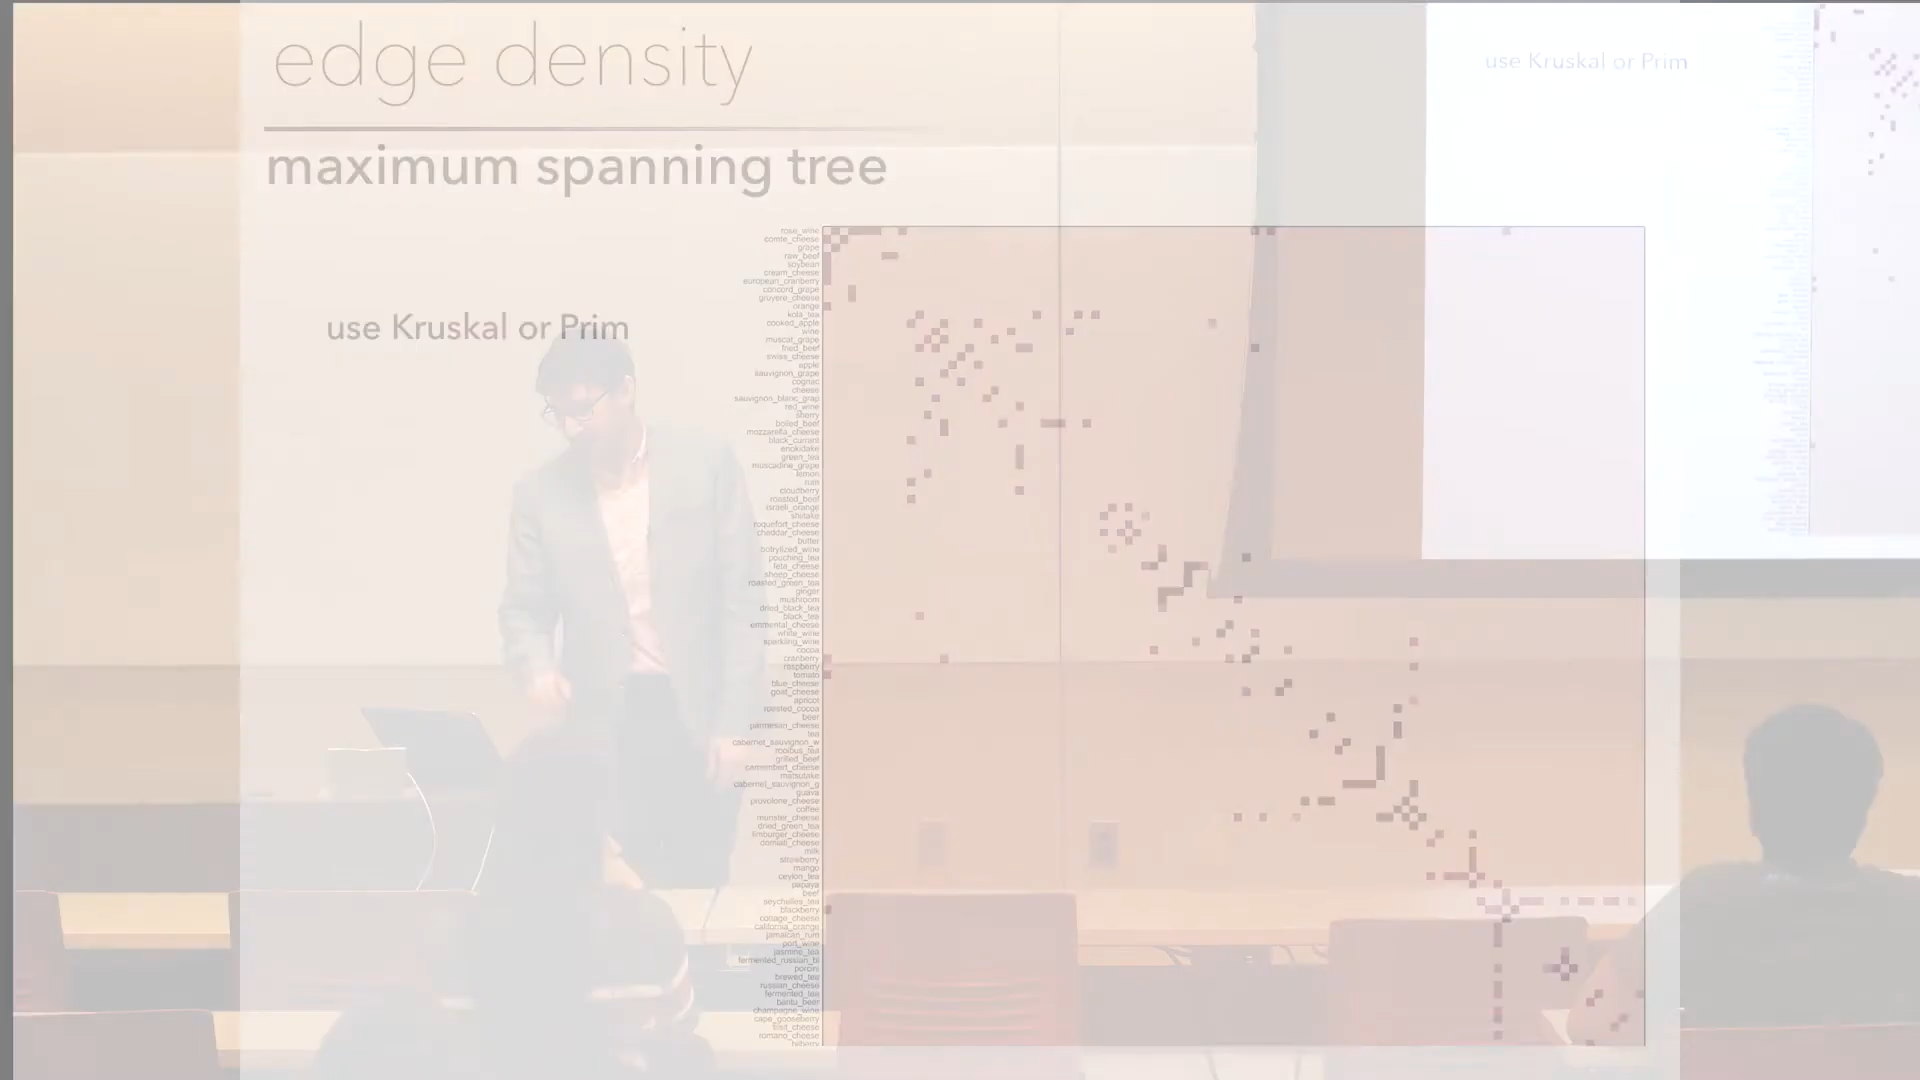 edge density
maximum spanning tree
use Kruskal or Prim
use Kruskal or Prim
rose_wine
comte_cheese
grape
raw_beef
soybean
cream_cheese
european_cranberry
concord_grape
gruyere_cheese
orange
kola_tea
cooked_apple
wine
muscat_grape
fried_beef
swiss_cheese
apple
sauvignon_grape
cognac
cheese
sauvignon_blanc_grap
red_wine
sherry
boiled_beef
mozzarella_cheese
black_currant
enokidake
green_tea
muscadine_grape
lemon
rum
cloudberry
roasted_beef
israeli_orange
shiitake
roquefort_cheese
cheddar_cheese
butter
botrytized_wine
pouching_tea
feta_cheese
sheep_cheese
roasted_green_tea
ginger
mushroom
dried_black_tea
black_tea
emmental_cheese
white_wine
sparkling_wine
cocoa
cranberry
raspberry
tomato
blue_cheese
goat_cheese
apricot
roasted_cocoa
beer
parmesan_cheese
tea
cabernet_sauvignon_w
rooibus_tea
grilled_beef
camembert_cheese
matsutake
cabernet_sauvignon_g
guava
provolone_cheese
coffee
munster_cheese
dried_green_tea
limburger_cheese
domiati_cheese
milk
strawberry
mango
ceylon_tea
papaya
beef
seychelles_tea
blackberry
cottage_cheese
california_orange
jamaican_rum
port_wine
jasmine_tea
fermented_russian_bl
porcini
brewed_tea
russian_cheese
fermented_tea
bantu_beer
champagne_wine
cape_gooseberry
tilsit_cheese
romano_cheese
bilberry